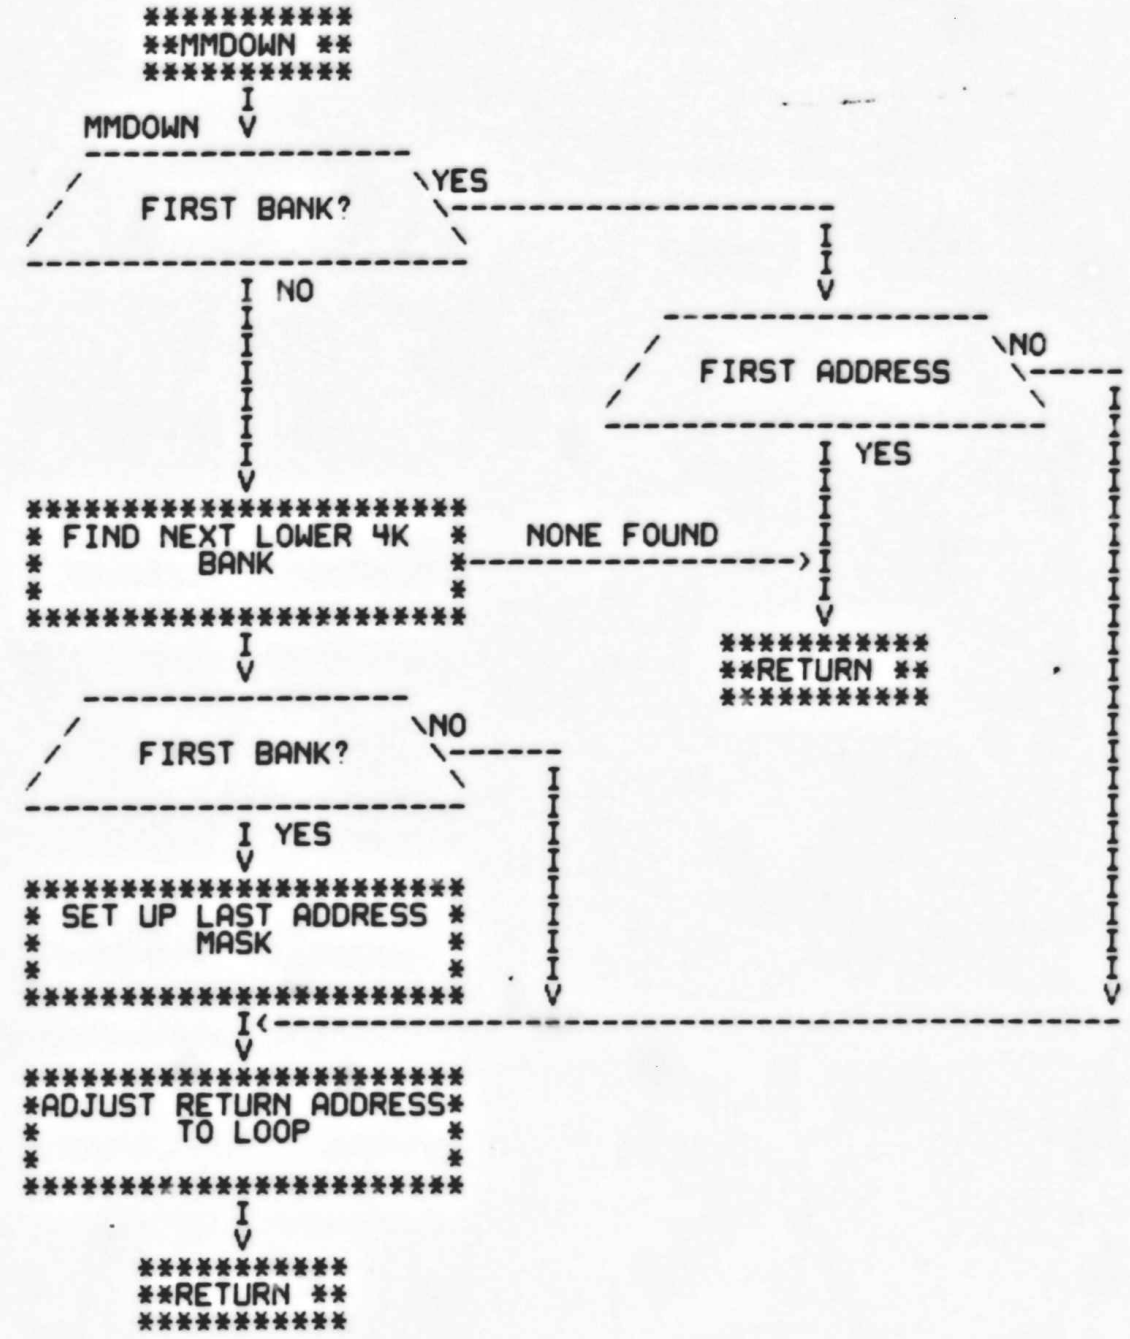 **MMDOWN **
MMDOWN
FIRST BANK?
YES
NO
FIRST ADDRESS
NO
YES
FIND NEXT LOWER 4K
BANK
NONE FOUND
**RETURN **
FIRST BANK?
NO
YES
SET UP LAST ADDRESS
MASK
ADJUST RETURN ADDRESS
TO LOOP
**RETURN **